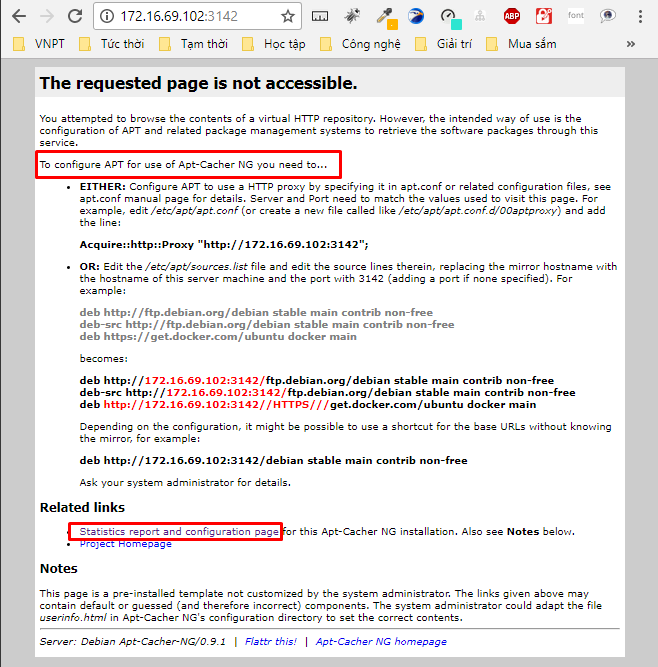 172.16.69.102:3142
ABP
font
VNPT
Tức thời
Tạm thời
Học tập
Công nghệ
Giải trí
Mua sắm
»
The requested page is not accessible.
You attempted to browse the contents of a virtual HTTP repository. However, the intended way of use is the
configuration of APT and related package management systems to retrieve the software packages through this
service.
To configure APT for use of Apt-Cacher NG you need to...
• EITHER: Configure APT to use a HTTP proxy by specifying it in apt.conf or related configuration files, see
apt.conf manual page for details. Server and Port need to match the values used to visit this page. For
example, edit /etc/apt/apt.conf (or create a new file called like /etc/apt/apt.conf.d/00aptproxy) and add
the line:
Acquire::http::Proxy "http://172.16.69.102:3142";
• OR: Edit the /etc/apt/sources.list file and edit the source lines therein, replacing the mirror hostname with
the hostname of this server machine and the port with 3142 (adding a port if none specified). For
example:
deb http://ftp.debian.org/debian stable main contrib non-free
deb-src http://ftp.debian.org/debian stable main contrib non-free
deb https://get.docker.com/ubuntu docker main
becomes:
deb http://172.16.69.102:3142/ftp.debian.org/debian stable main contrib non-free
deb-src http://172.16.69.102:3142/ftp.debian.org/debian stable main contrib non-free
deb http://172.16.69.102:3142//HTTPS///get.docker.com/ubuntu docker main
Depending on the configuration, it might be possible to use a shortcut for the base URLs without knowing
the mirror, for example:
deb http://172.16.69.102:3142/debian stable main contrib non-free
Ask your system administrator for details.
Related links
• Statistics report and configuration page for this Apt-Cacher NG installation. Also see Notes below.
• Project Homepage
Notes
This page is a pre-installed template not customized by the system administrator. The links given above may
contain default or guessed (and therefore incorrect) components. The system administrator could adapt the file
userinfo.html in Apt-Cacher NG's configuration directory to set the correct contents.
Server: Debian Apt-Cacher-NG/0.9.1 | Flattr this! | Apt-Cacher NG homepage